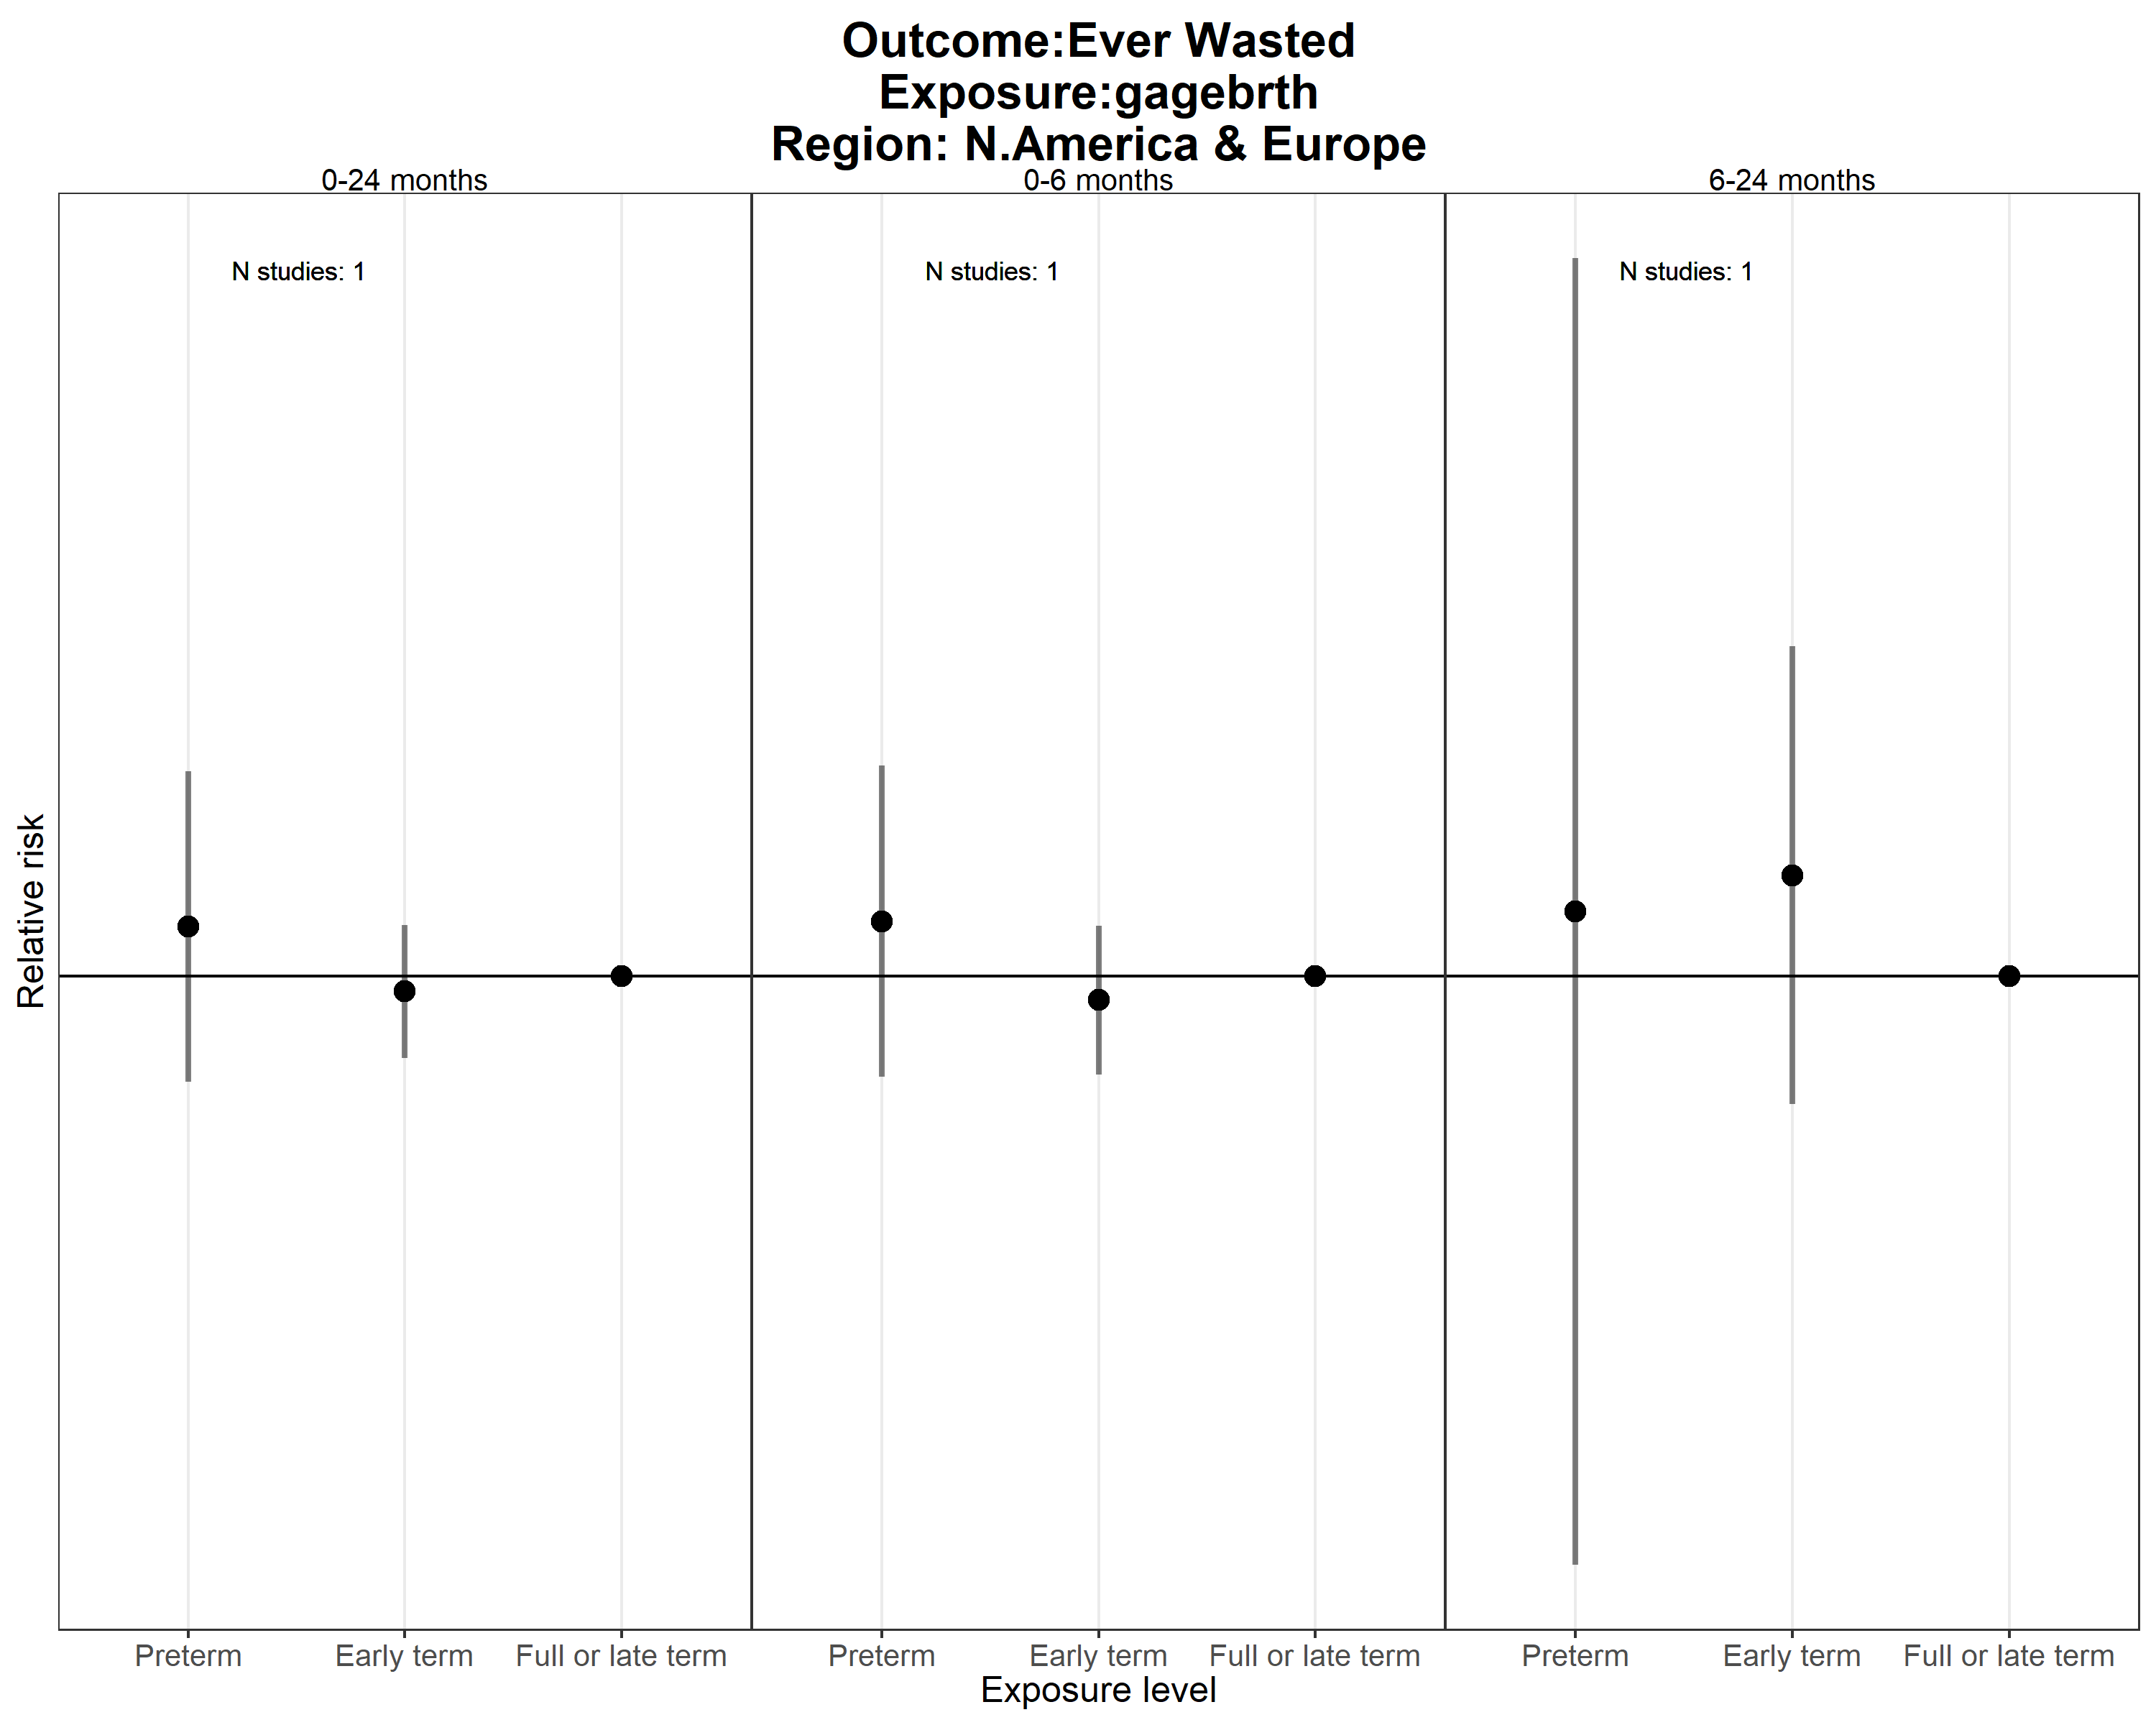 Outcome:Ever Wasted
Exposure:gagebrth
Region: N.America & Europe
0-24 months
0-6 months
6-24 months
N studies: 1
N studies: 1
N studies: 1
Relative risk
Preterm
Early term
Full or late term
Preterm
Early term
Full or late term
Preterm
Early term
Full or late term
Exposure level